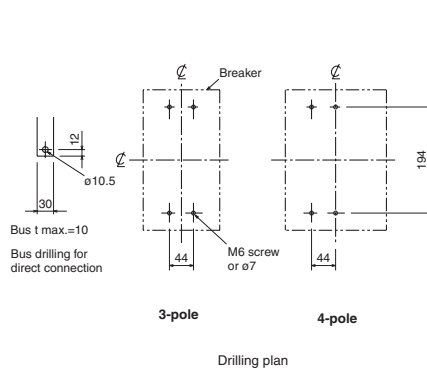 ℄
Breaker
℄
12
℄
194
ø10.5
30
Bus t max.=10
Bus drilling for
direct connection
44
M6 screw
or ø7
44
3-pole
4-pole
Drilling plan